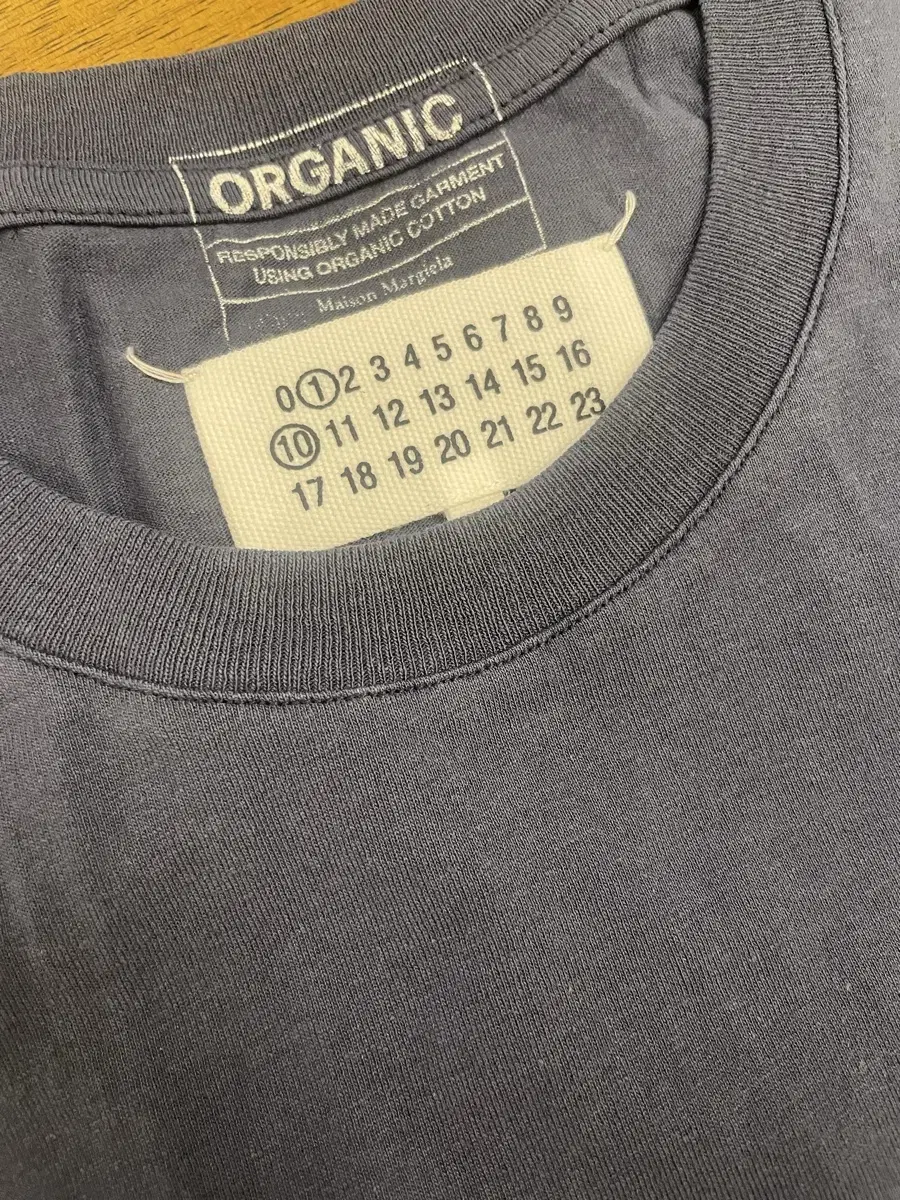 ORGANIC
RESPONSIBLY MADE GARMENT
USING ORGANIC COTTON
Maison Margiela
0 1 2 3 4 5 6 7 8 9
10 11 12 13 14 15 16
17 18 19 20 21 22 23